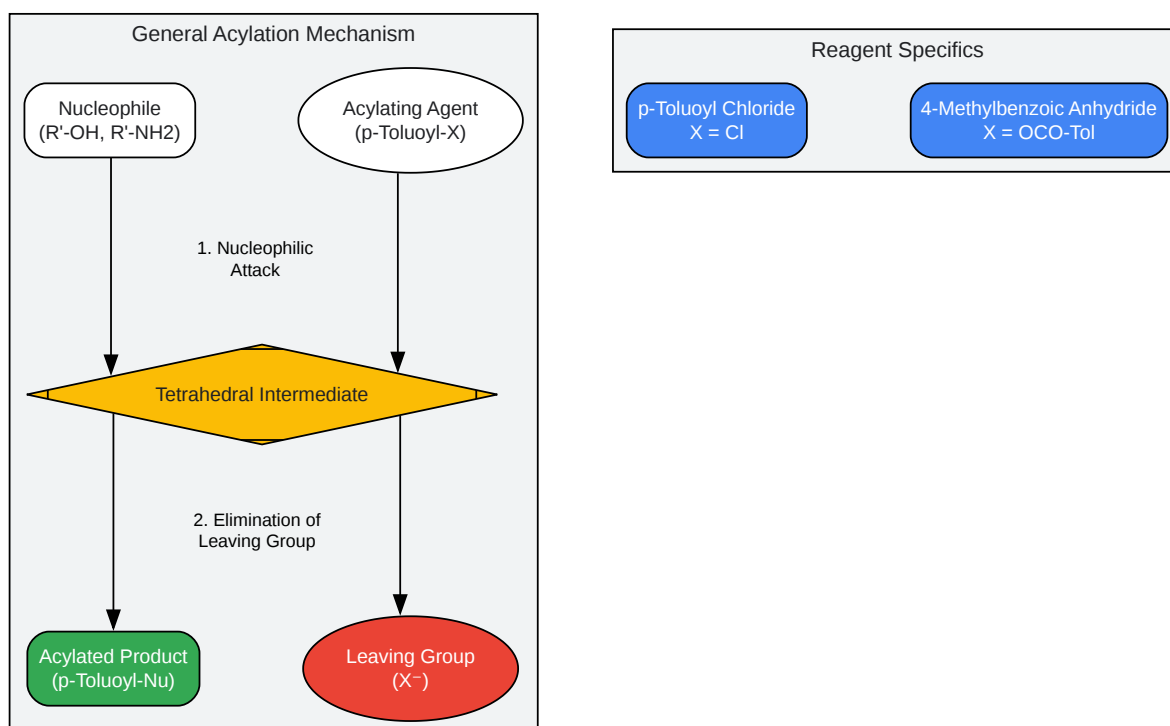 General Acylation Mechanism
Nucleophile
(R'-OH, R'-NH2)
Acylating Agent
(p-Toluoyl-X)
1. Nucleophilic
Attack
Tetrahedral Intermediate
2. Elimination of
Leaving Group
Acylated Product
(p-Toluoyl-Nu)
Leaving Group
(X⁻)
Reagent Specifics
p-Toluoyl Chloride
X = Cl
4-Methylbenzoic Anhydride
X = OCO-Tol